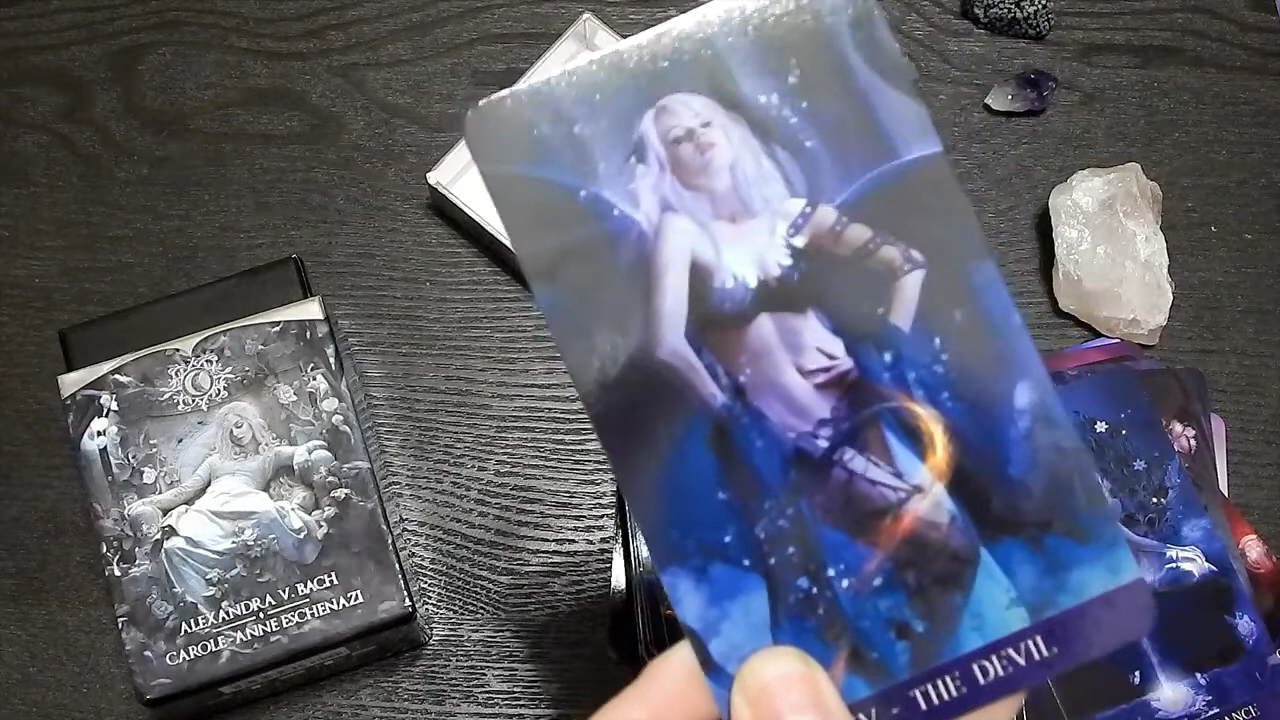 ALEXANDRA V. BACH
CAROLE-ANNE ESCHENAZI
- THE DEVIL